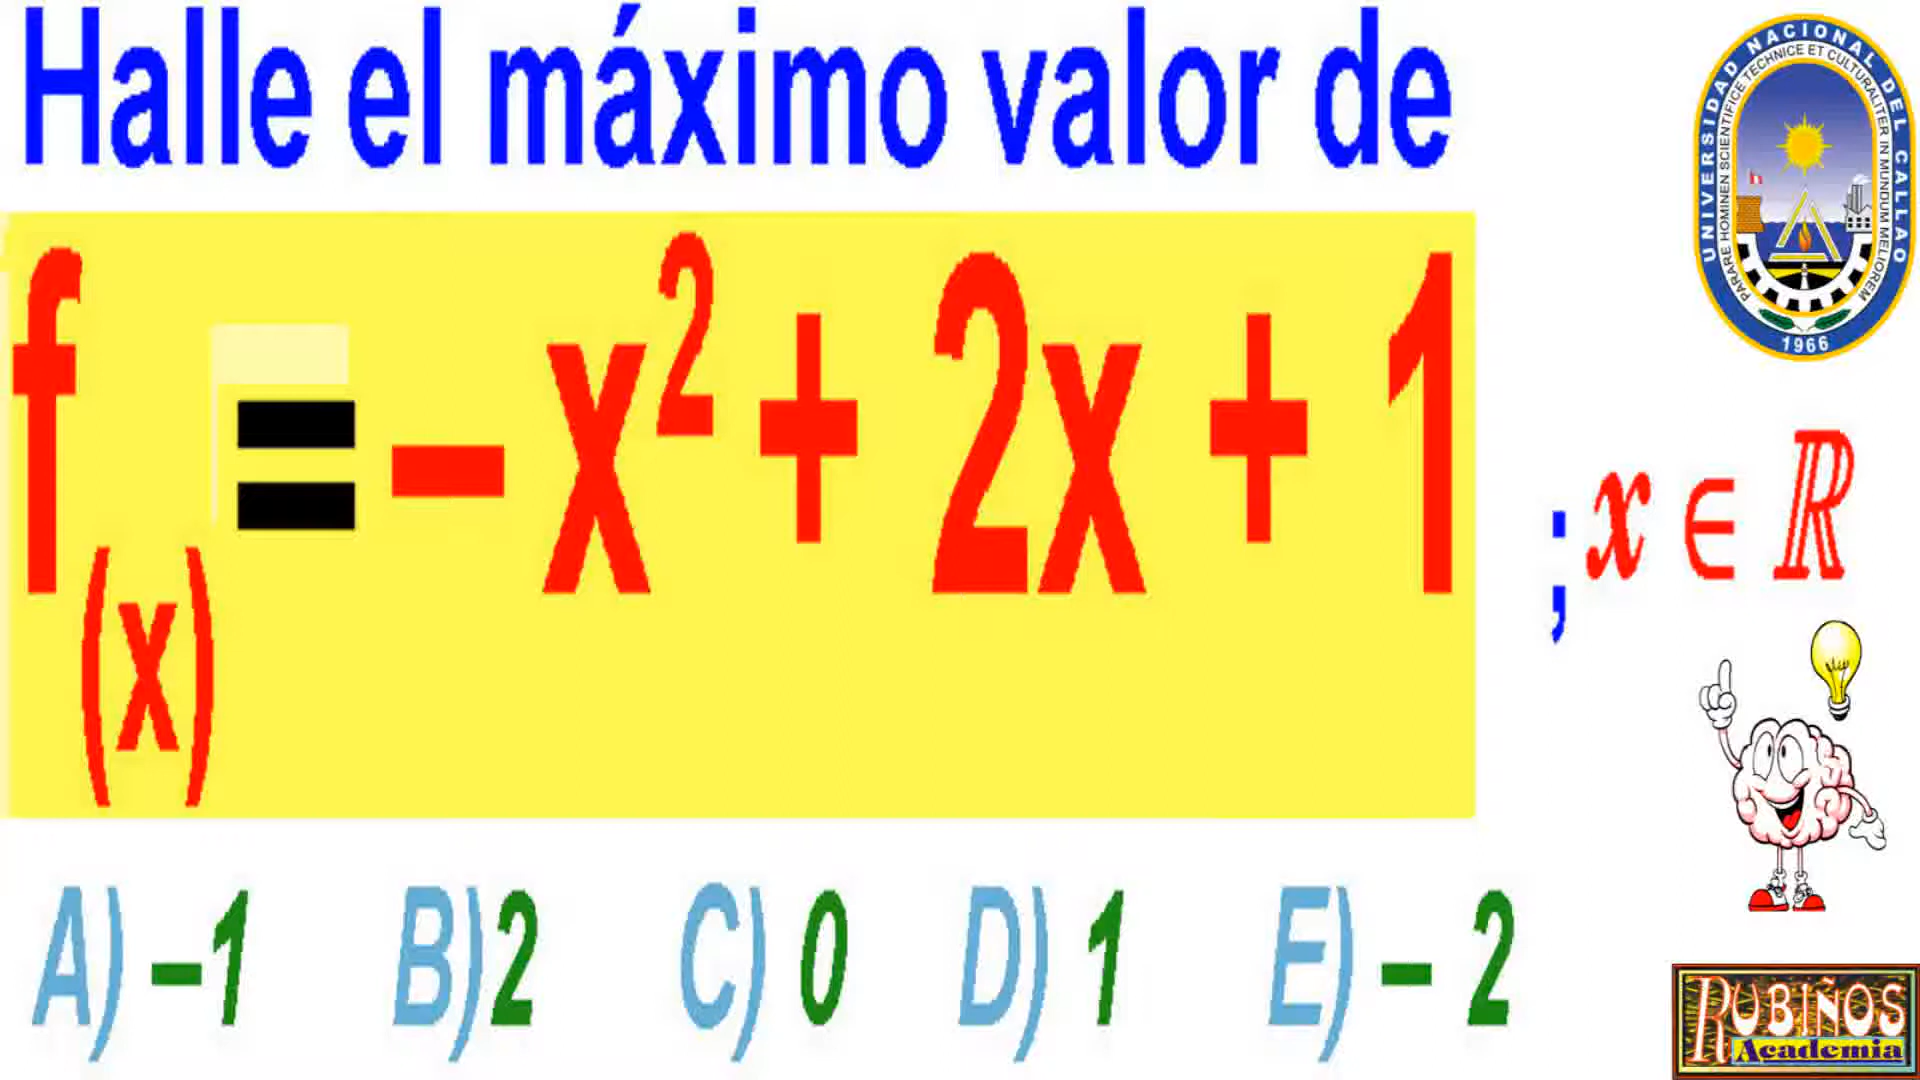 Halle el máximo valor de
f(x) = –x² + 2x + 1 ; x ∈ ℝ
A) –1 B) 2 C) 0 D) 1 E) – 2
UNIVERSIDAD NACIONAL DEL CALLAO
PARARE HOMINEN SCIENTIFICE TECHNICE ET CULTURALITER IN MUNDUM MELIOREM
1966
RUBIÑOS
Academia